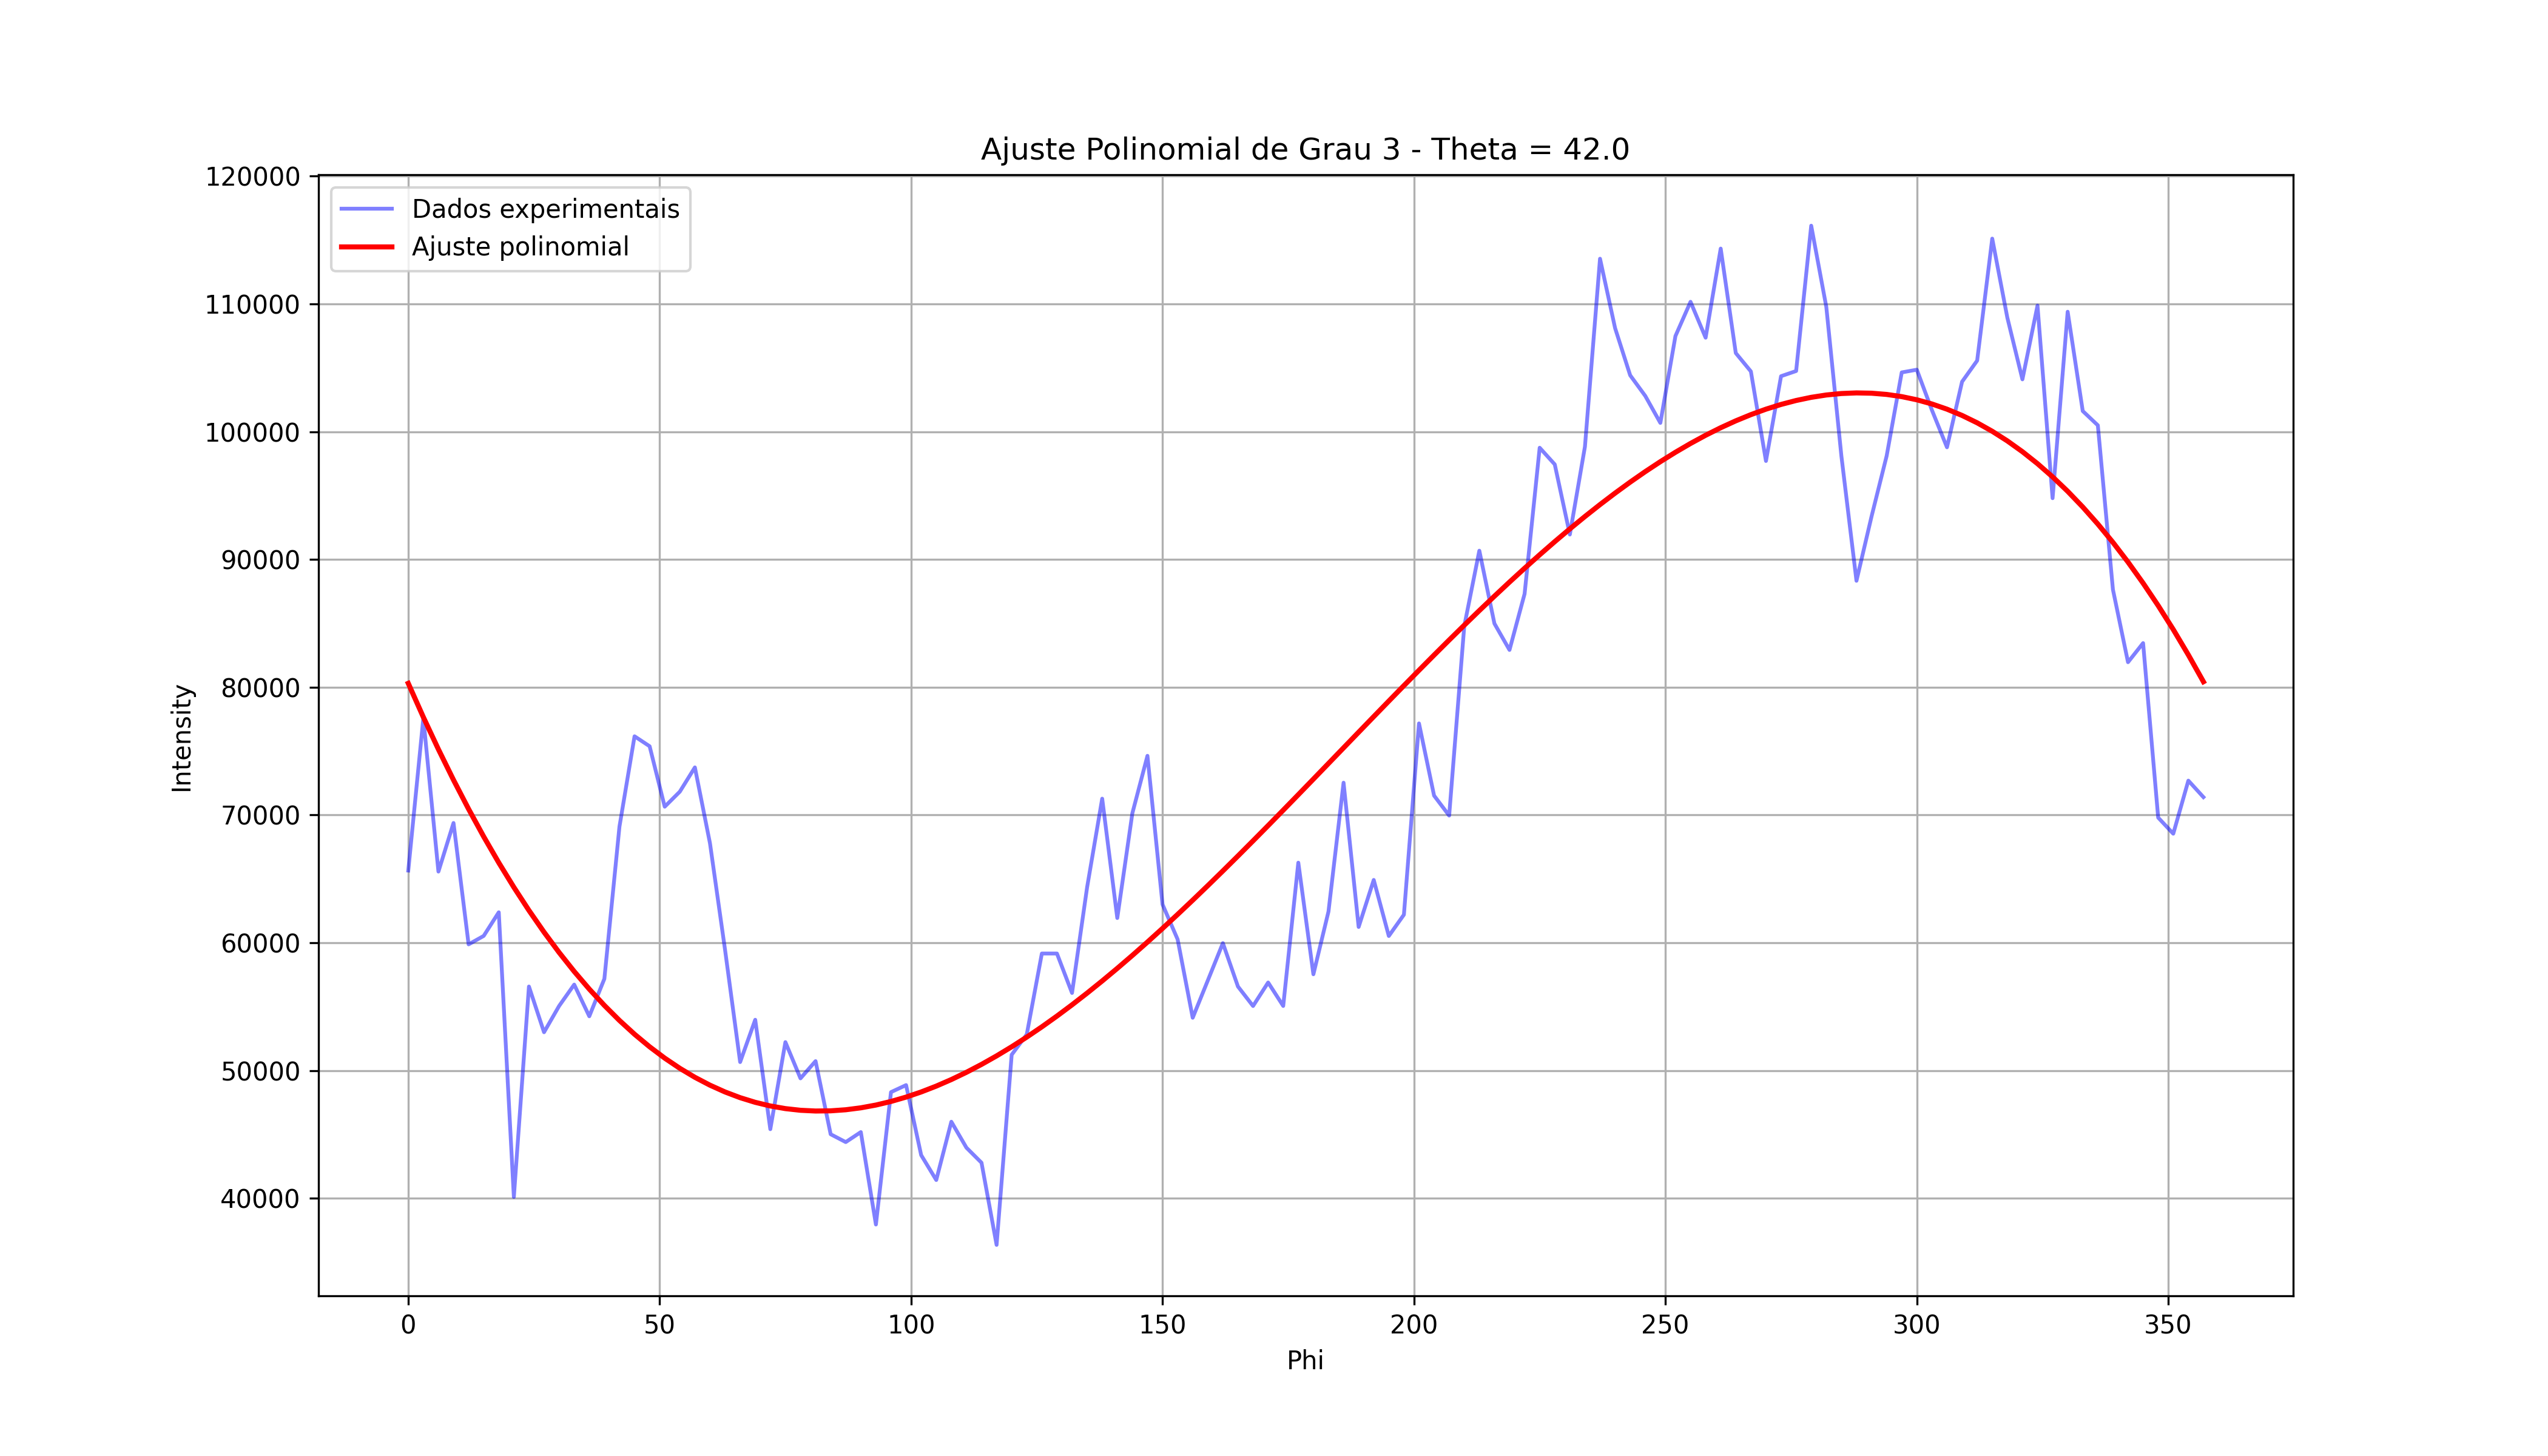 Ajuste Polinomial de Grau 3 - Theta = 42.0
Dados experimentais
Ajuste polinomial
120000
110000
100000
90000
80000
70000
60000
50000
40000
Intensity
0 50 100 150 200 250 300 350
Phi